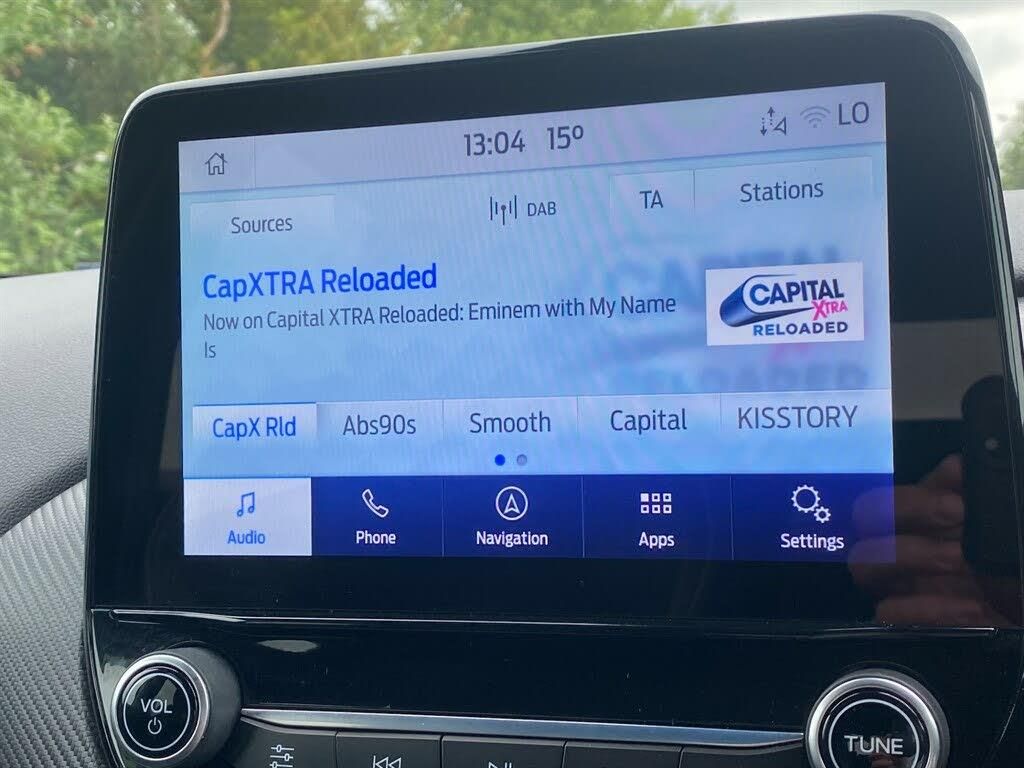 13:04 15º LO
Sources DAB TA Stations
CapXTRA Reloaded
Now on Capital XTRA Reloaded: Eminem with My Name
Is
CAPITAL
XTRA
RELOADED
CapX Rld Abs90s Smooth Capital KISSTORY
Audio Phone Navigation Apps Settings
VOL
TUNE